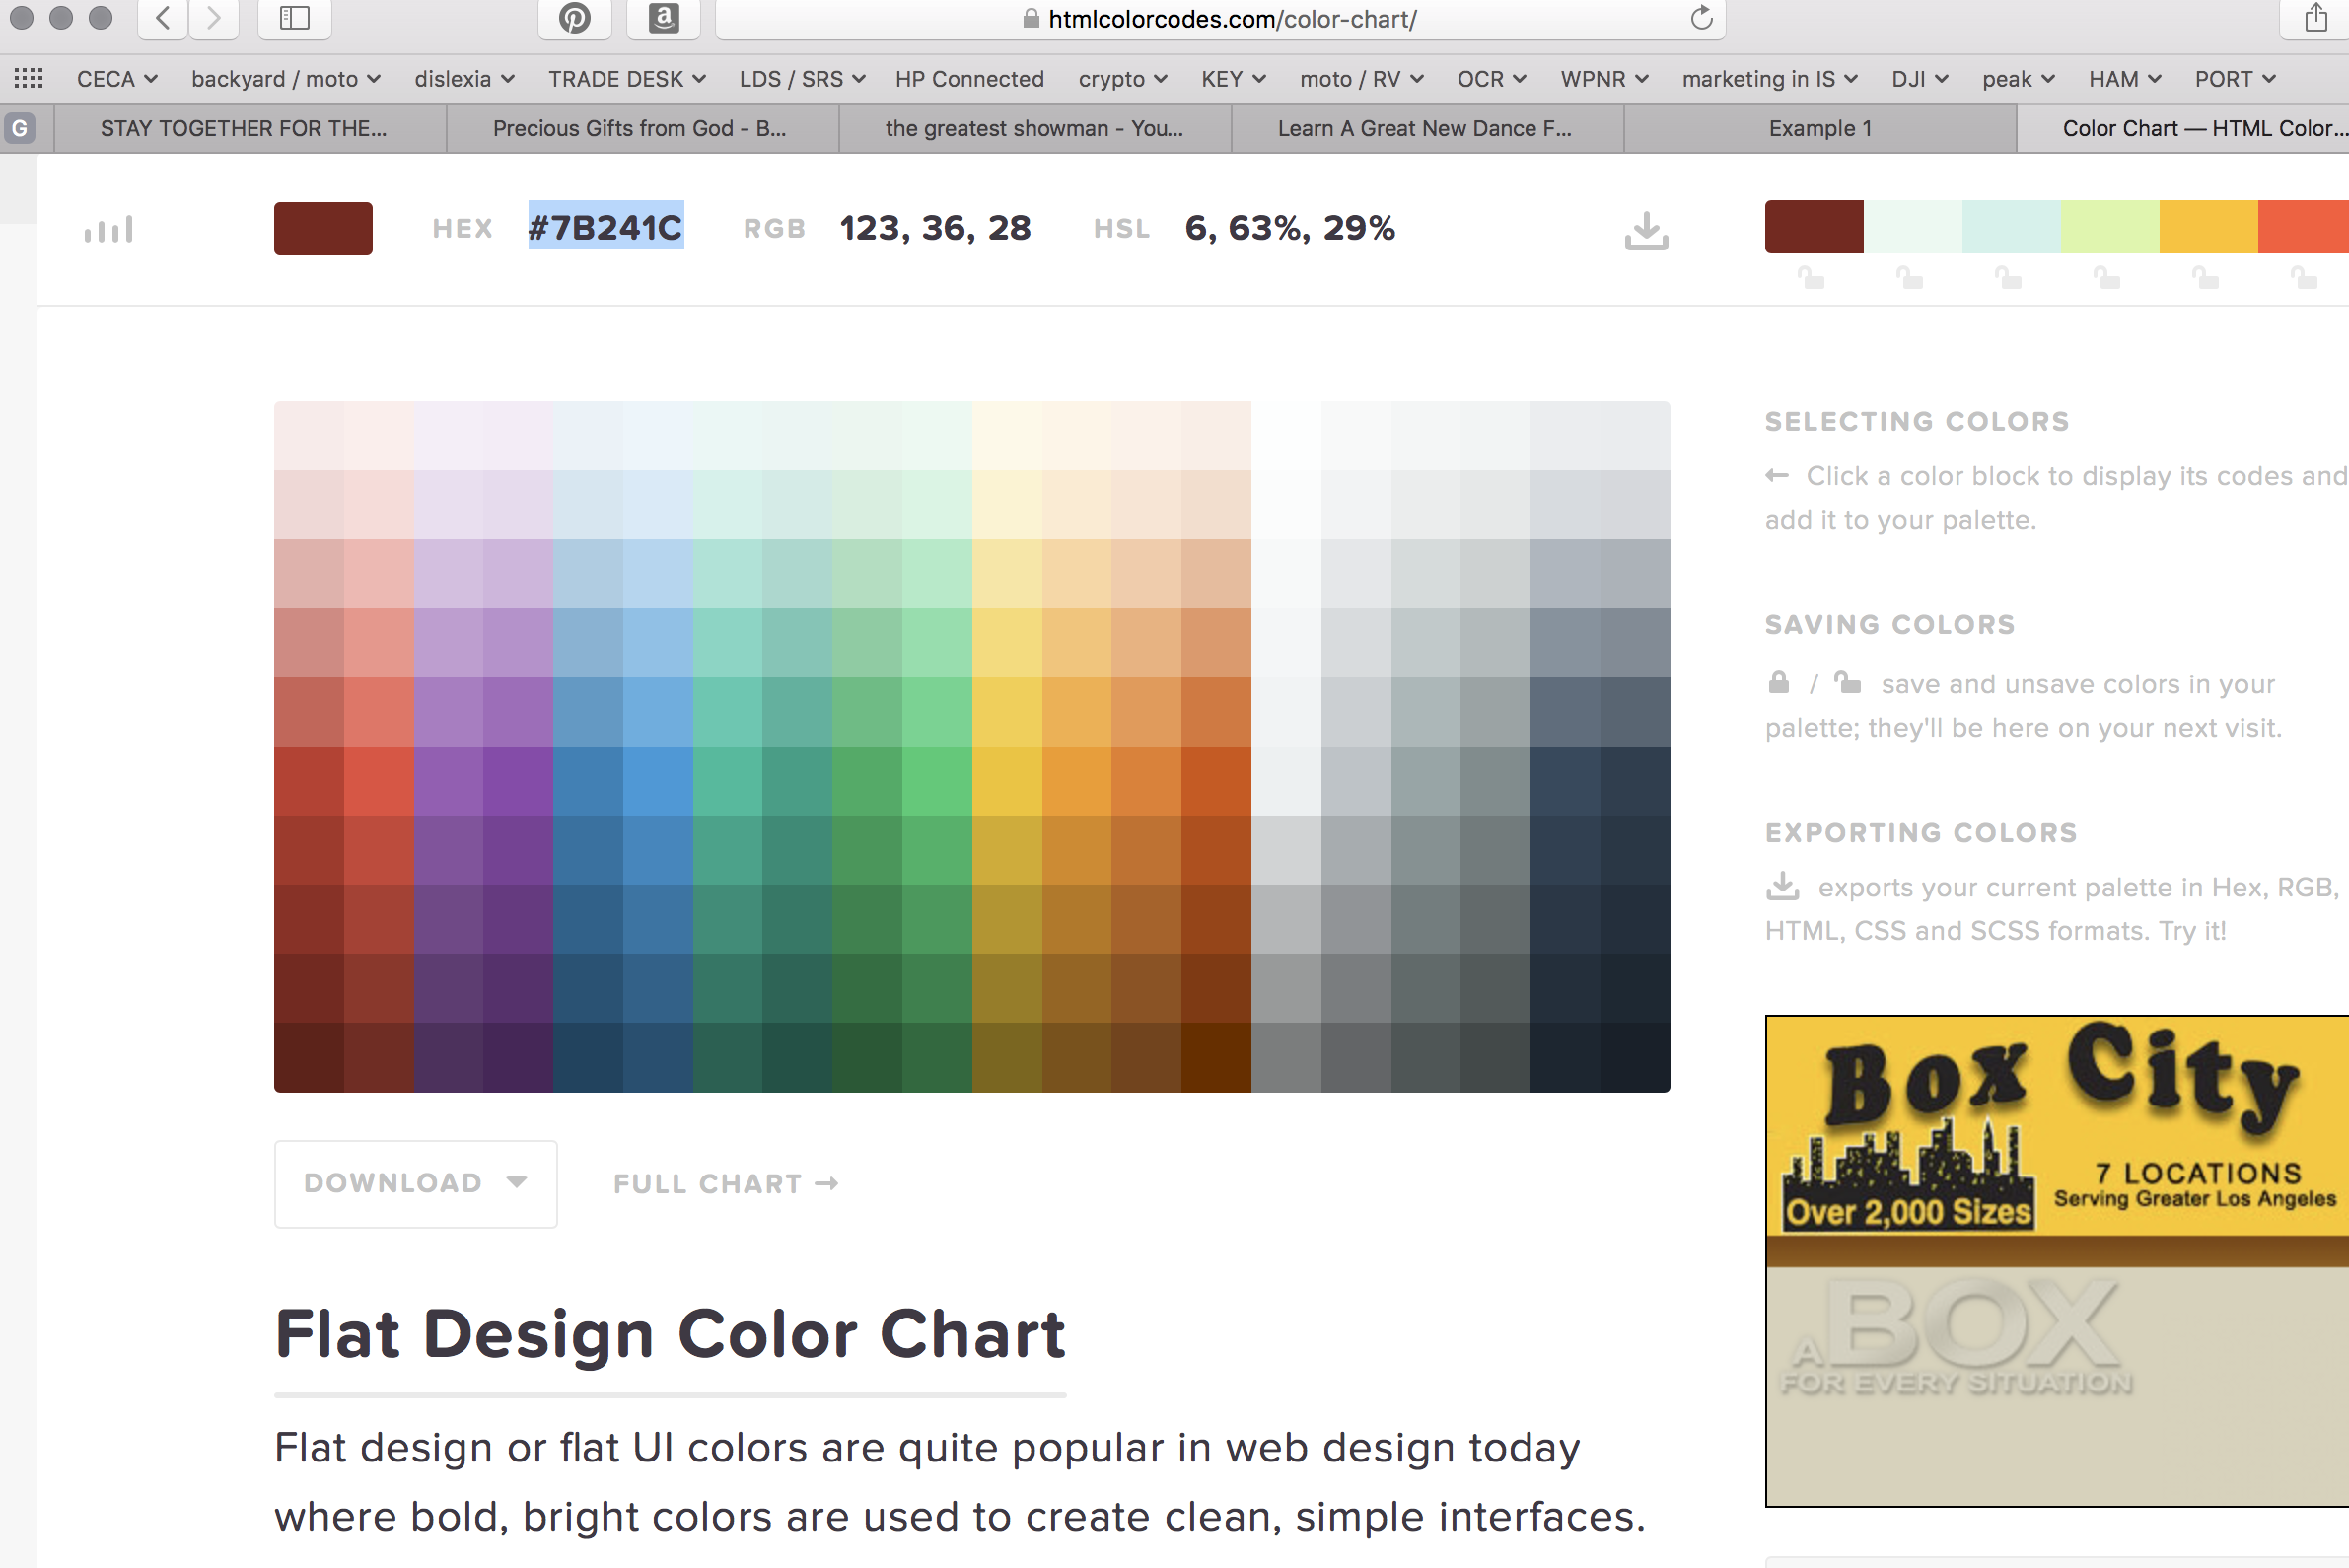 htmlcolorcodes.com/color-chart/
CECA backyard / moto dislexia TRADE DESK LDS / SRS HP Connected crypto KEY moto / RV OCR WPNR marketing in IS DJI peak HAM PORT
G STAY TOGETHER FOR THE... Precious Gifts from God - B... the greatest showman - You... Learn A Great New Dance F... Example 1 Color Chart — HTML Color...
HEX #7B241C RGB 123, 36, 28 HSL 6, 63%, 29%
SELECTING COLORS
← Click a color block to display its codes and
add it to your palette.
SAVING COLORS
/ save and unsave colors in your
palette; they'll be here on your next visit.
EXPORTING COLORS
exports your current palette in Hex, RGB,
HTML, CSS and SCSS formats. Try it!
Box City
7 LOCATIONS
Serving Greater Los Angeles
Over 2,000 Sizes
A BOX
FOR EVERY SITUATION
DOWNLOAD FULL CHART →
Flat Design Color Chart
Flat design or flat UI colors are quite popular in web design today
where bold, bright colors are used to create clean, simple interfaces.